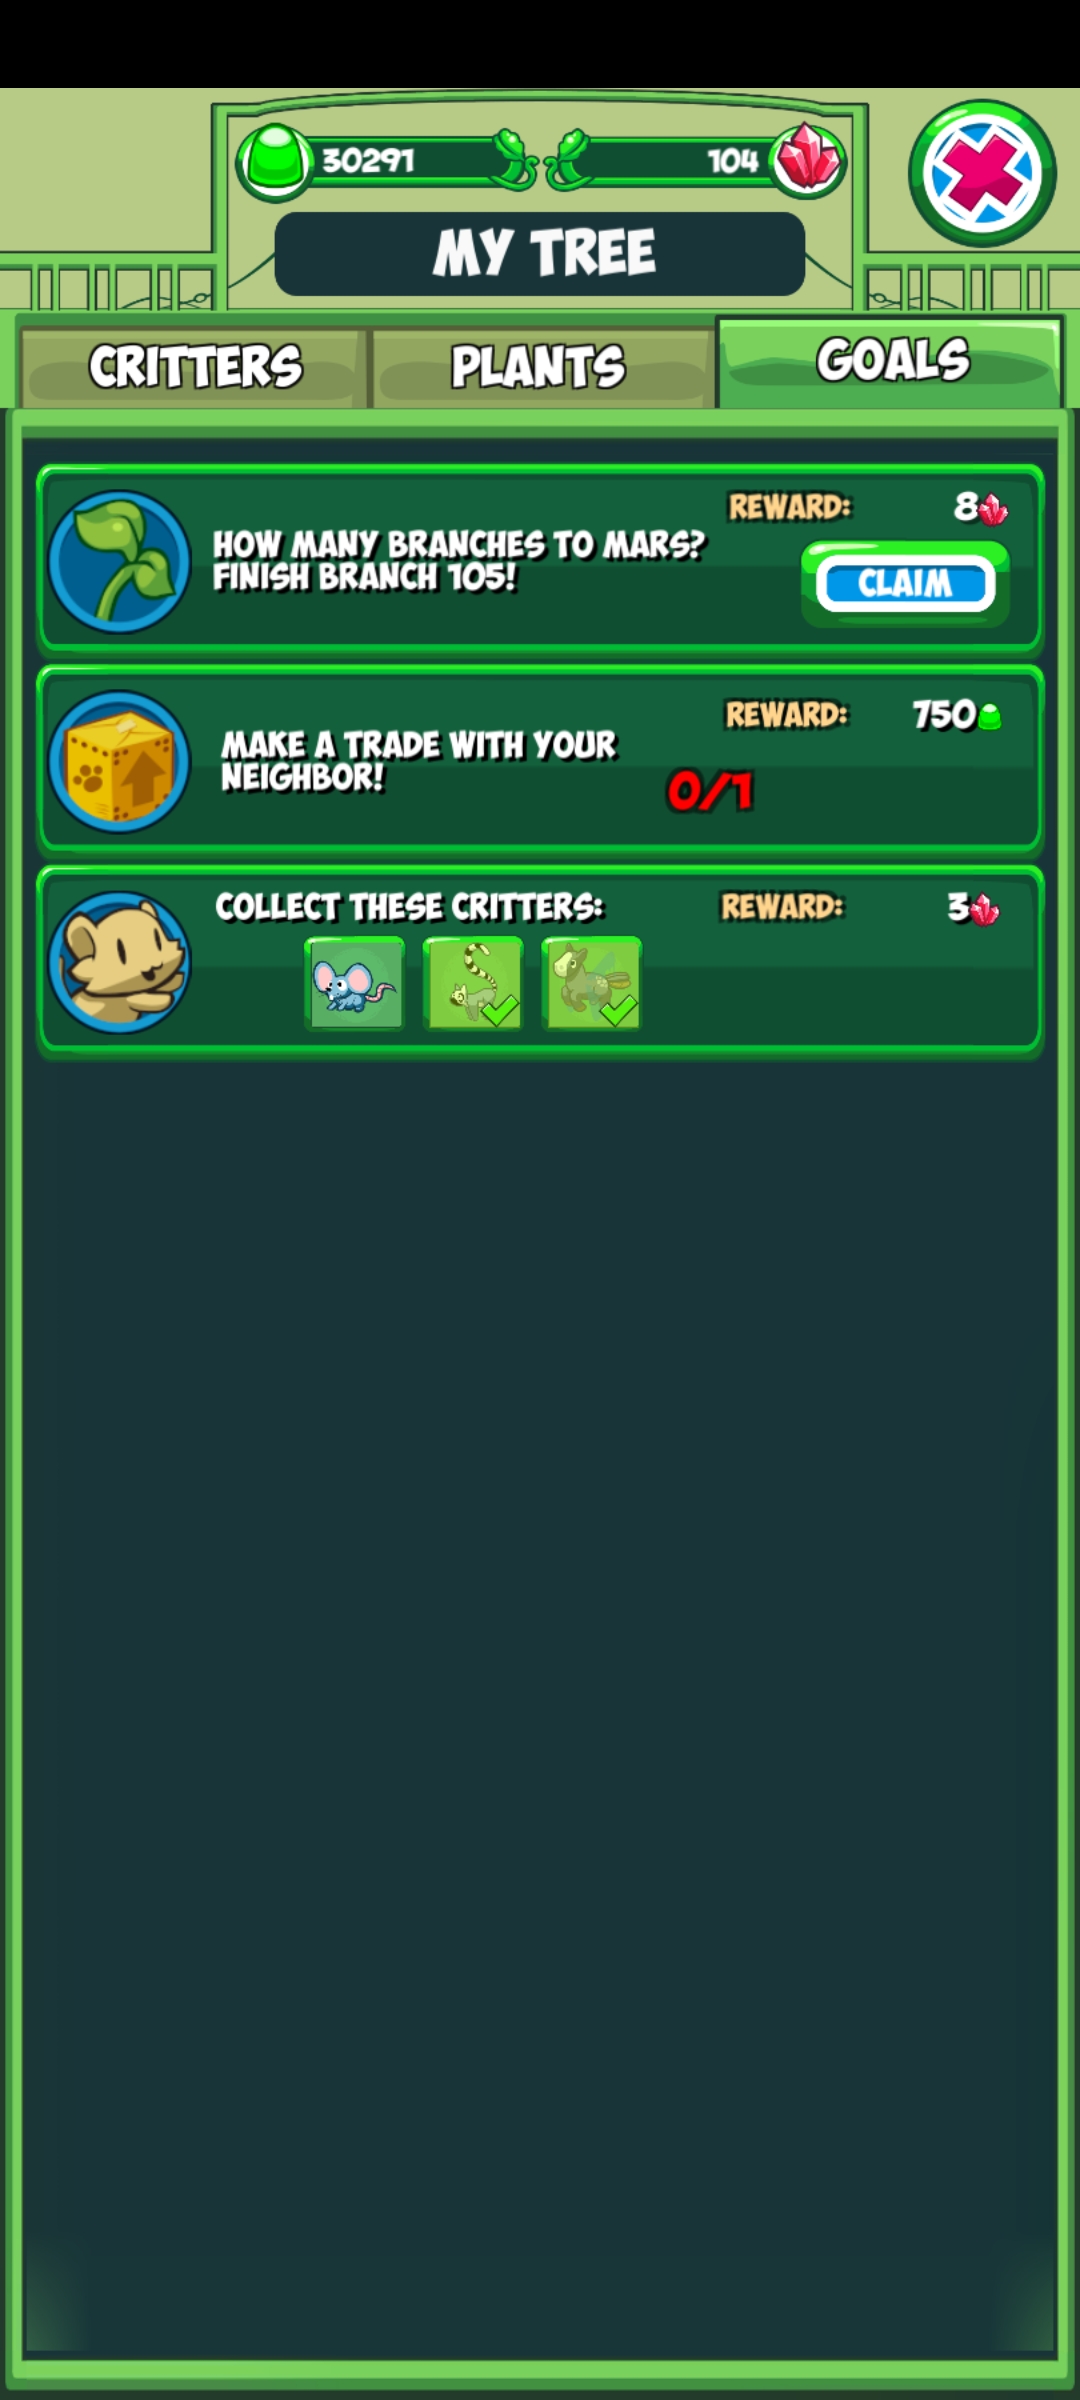 30291
104
MY TREE
CRITTERS
PLANTS
GOALS
REWARD:
8
HOW MANY BRANCHES TO MARS?
FINISH BRANCH 105!
CLAIM
REWARD:
750
MAKE A TRADE WITH YOUR
NEIGHBOR!
0/1
COLLECT THESE CRITTERS:
REWARD:
3